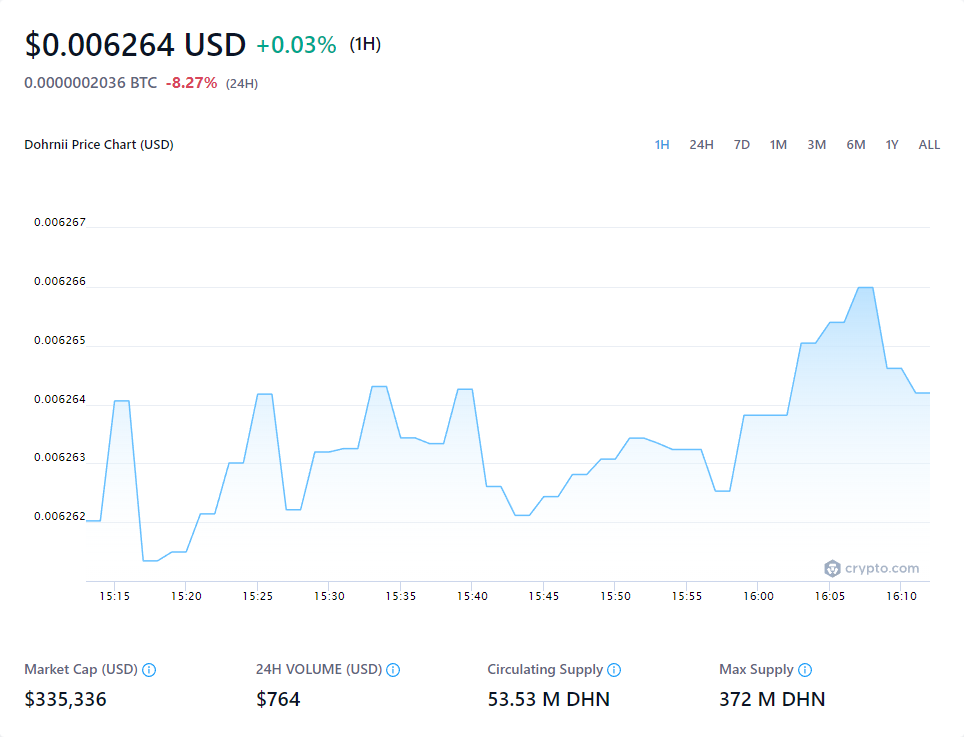 $0.006264 USD +0.03% (1H)
0.0000002036 BTC -8.27% (24H)
Dohrnii Price Chart (USD) 1H 24H 7D 1M 3M 6M 1Y ALL
0.006267
0.006266
0.006265
0.006264
0.006263
0.006262
crypto.com
15:15 15:20 15:25 15:30 15:35 15:40 15:45 15:50 15:55 16:00 16:05 16:10
Market Cap (USD) 24H VOLUME (USD) Circulating Supply Max Supply
$335,336 $764 53.53 M DHN 372 M DHN